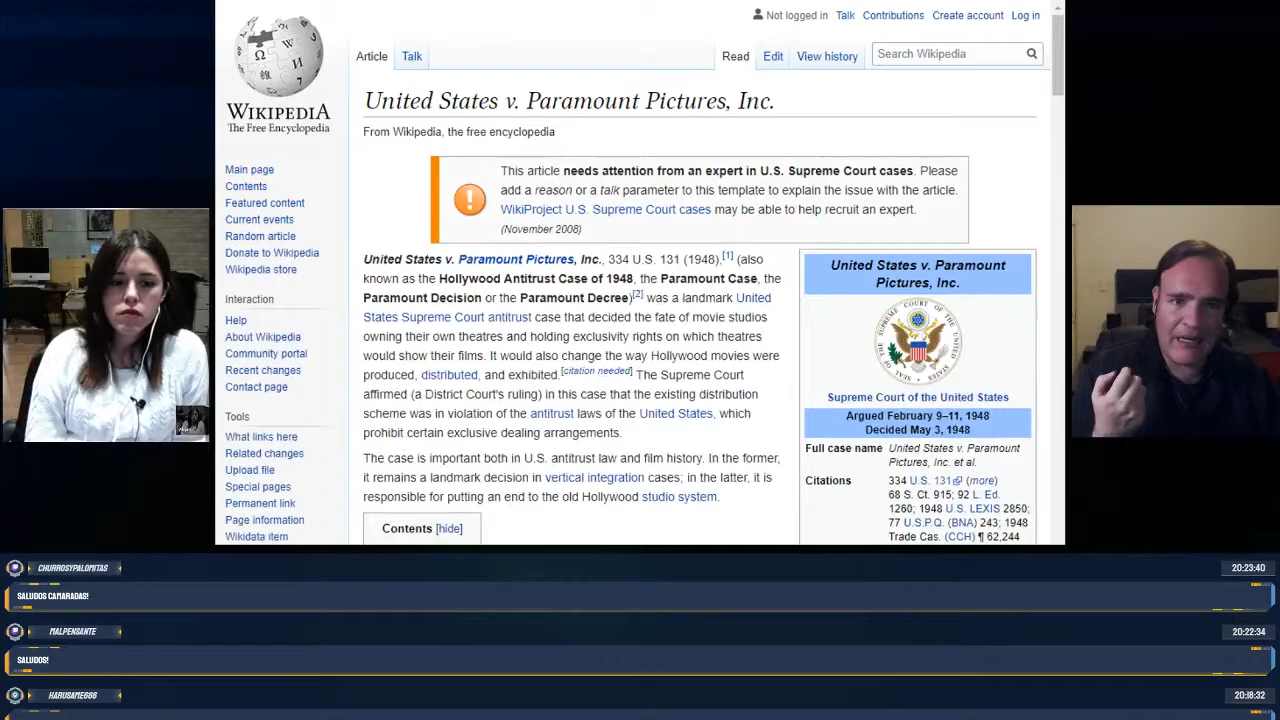 Not logged in Talk Contributions Create account Log in
Article Talk Read Edit View history Search Wikipedia
WIKIPEDIA
The Free Encyclopedia
Main page
Contents
Featured content
Current events
Random article
Donate to Wikipedia
Wikipedia store
Interaction
Help
About Wikipedia
Community portal
Recent changes
Contact page
Tools
What links here
Related changes
Upload file
Special pages
Permanent link
Page information
Wikidata item
United States v. Paramount Pictures, Inc.
From Wikipedia, the free encyclopedia
This article needs attention from an expert in U.S. Supreme Court cases. Please
add a reason or a talk parameter to this template to explain the issue with the article.
WikiProject U.S. Supreme Court cases may be able to help recruit an expert.
(November 2008)
United States v. Paramount Pictures, Inc., 334 U.S. 131 (1948),[1] (also
known as the Hollywood Antitrust Case of 1948, the Paramount Case, the
Paramount Decision or the Paramount Decree)[2] was a landmark United
States Supreme Court antitrust case that decided the fate of movie studios
owning their own theatres and holding exclusivity rights on which theatres
would show their films. It would also change the way Hollywood movies were
produced, distributed, and exhibited.[citation needed] The Supreme Court
affirmed (a District Court's ruling) in this case that the existing distribution
scheme was in violation of the antitrust laws of the United States, which
prohibit certain exclusive dealing arrangements.
The case is important both in U.S. antitrust law and film history. In the former,
it remains a landmark decision in vertical integration cases; in the latter, it is
responsible for putting an end to the old Hollywood studio system.
Contents [hide]
United States v. Paramount
Pictures, Inc.
Supreme Court of the United States
Argued February 9–11, 1948
Decided May 3, 1948
Full case name United States v. Paramount
Pictures, Inc. et al.
Citations 334 U.S. 131 (more)
68 S. Ct. 915; 92 L. Ed.
1260; 1948 U.S. LEXIS 2850;
77 U.S.P.Q. (BNA) 243; 1948
Trade Cas. (CCH) ¶ 62,244
CHURROSYPALOMITAS 20:23:40
SALUDOS CAMARADAS!
MALPENSANTE 20:22:34
SALUDOS!
HARUSAME666 20:18:32